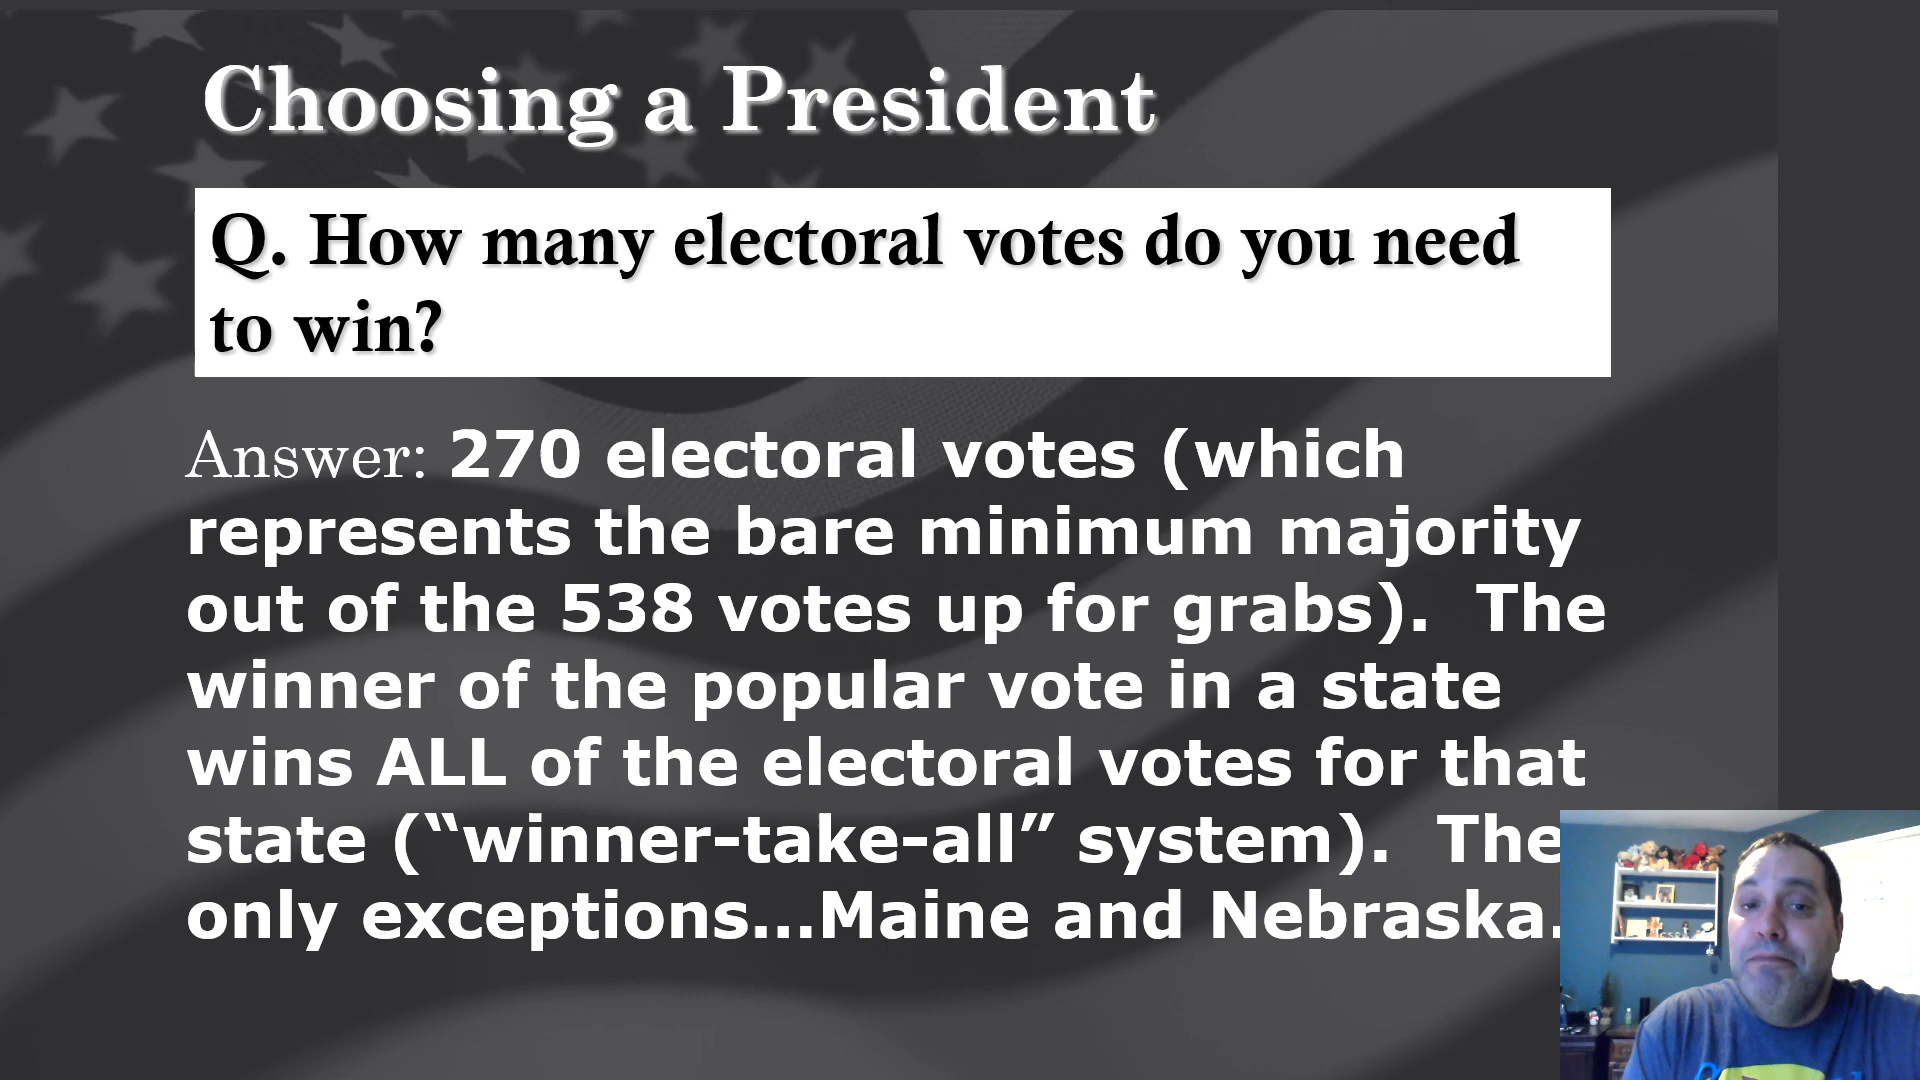 Choosing a President
Q. How many electoral votes do you need
to win?
Answer: 270 electoral votes (which
represents the bare minimum majority
out of the 538 votes up for grabs).  The
winner of the popular vote in a state
wins ALL of the electoral votes for that
state (“winner-take-all” system).  The
only exceptions…Maine and Nebraska.